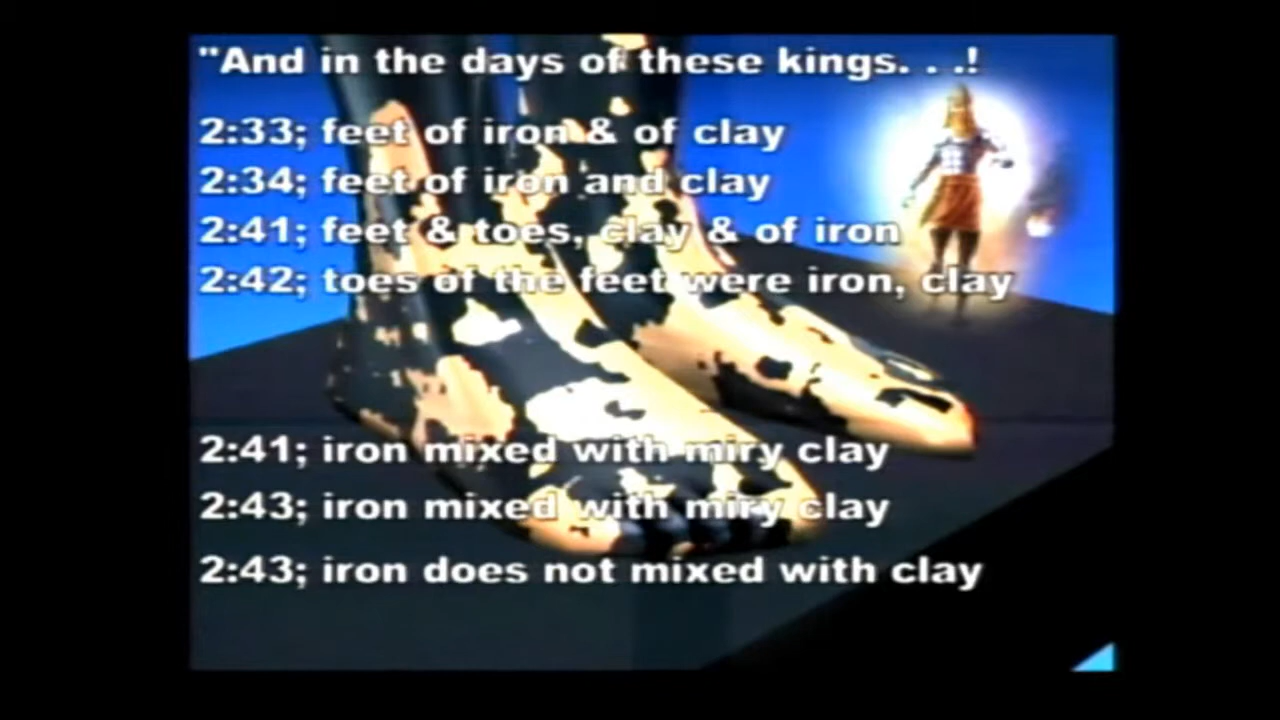 "And in the days of these kings. . .!
2:33; feet of iron & of clay
2:34; feet of iron and clay
2:41; feet & toes, clay & of iron
2:42; toes of the feet were iron, clay
2:41; iron mixed with miry clay
2:43; iron mixed with miry clay
2:43; iron does not mixed with clay